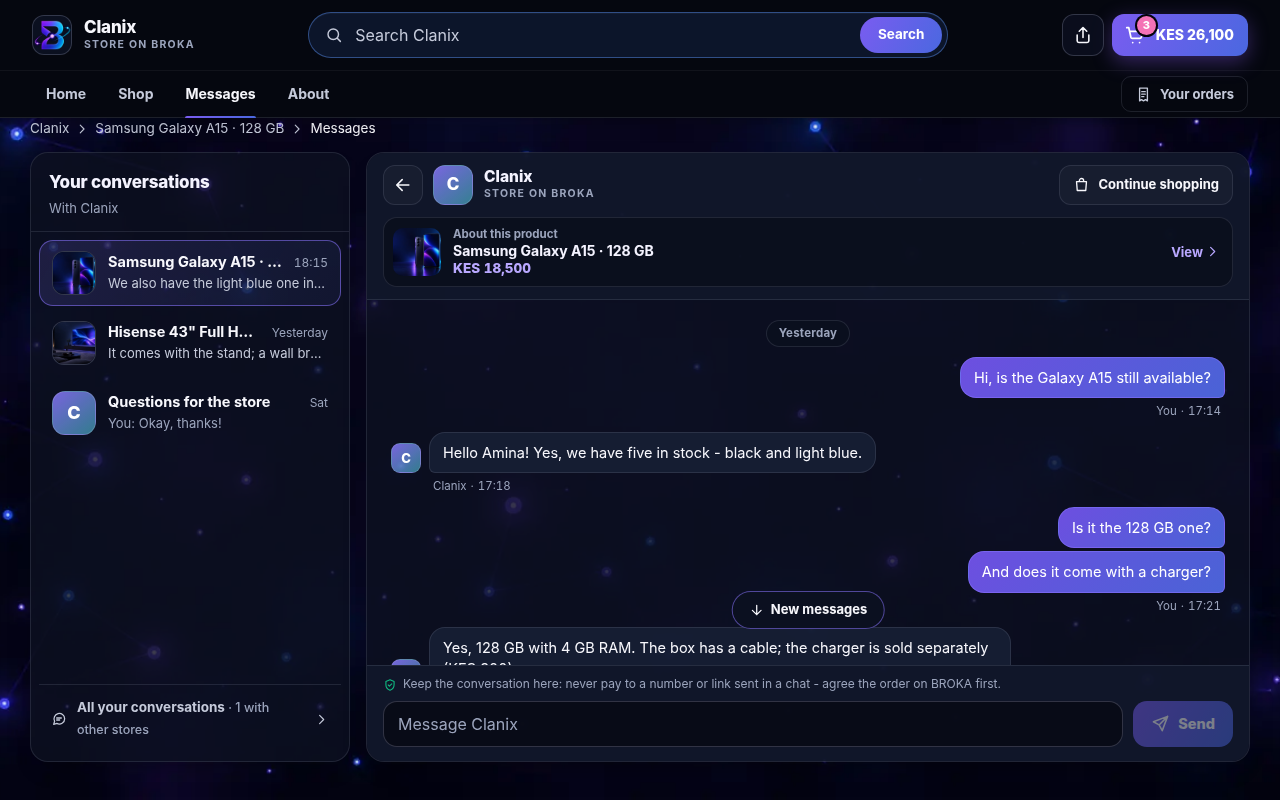 Clanix
STORE ON BROKA
Search Clanix
Search
3
KES 26,100
Home
Shop
Messages
About
Your orders
Clanix > Samsung Galaxy A15 · 128 GB > Messages
Your conversations
With Clanix
Samsung Galaxy A15 · ...
18:15
We also have the light blue one in...
Hisense 43" Full H...
Yesterday
It comes with the stand; a wall br...
C
Questions for the store
Sat
You: Okay, thanks!
All your conversations · 1 with
other stores
C
Clanix
STORE ON BROKA
Continue shopping
About this product
Samsung Galaxy A15 · 128 GB
KES 18,500
View
Yesterday
Hi, is the Galaxy A15 still available?
You · 17:14
C
Hello Amina! Yes, we have five in stock - black and light blue.
Clanix · 17:18
Is it the 128 GB one?
And does it come with a charger?
You · 17:21
New messages
Yes, 128 GB with 4 GB RAM. The box has a cable; the charger is sold separately
Keep the conversation here: never pay to a number or link sent in a chat - agree the order on BROKA first.
Message Clanix
Send